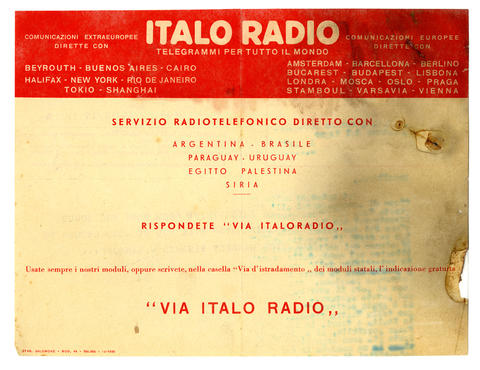 ITALO RADIO
TELEGRAMMI PER TUTTO IL MONDO
COMUNICAZIONI EXTRAEUROPEE
DIRETTE CON
BEYROUTH - BUENOS AIRES - CAIRO
HALIFAX - NEW YORK - RIO DE JANEIRO
TOKIO - SHANGHAI
COMUNICAZIONI EUROPEE
DIRETTE CON
AMSTERDAM - BARCELLONA - BERLINO
BUCAREST - BUDAPEST - LISBONA
LONDRA - MOSCA - OSLO - PRAGA
STAMBOUL - VARSAVIA - VIENNA
SERVIZIO RADIOTELEFONICO DIRETTO CON
ARGENTINA - BRASILE
PARAGUAY - URUGUAY
EGITTO PALESTINA
SIRIA
RISPONDETE “VIA ITALORADIO„
Usate sempre i nostri moduli, oppure scrivete, nella casella “Via d'istradamento„ dei moduli statali, l'indicazione gratuita
“VIA ITALO RADIO„
STAB. SALOMONE - ROMA